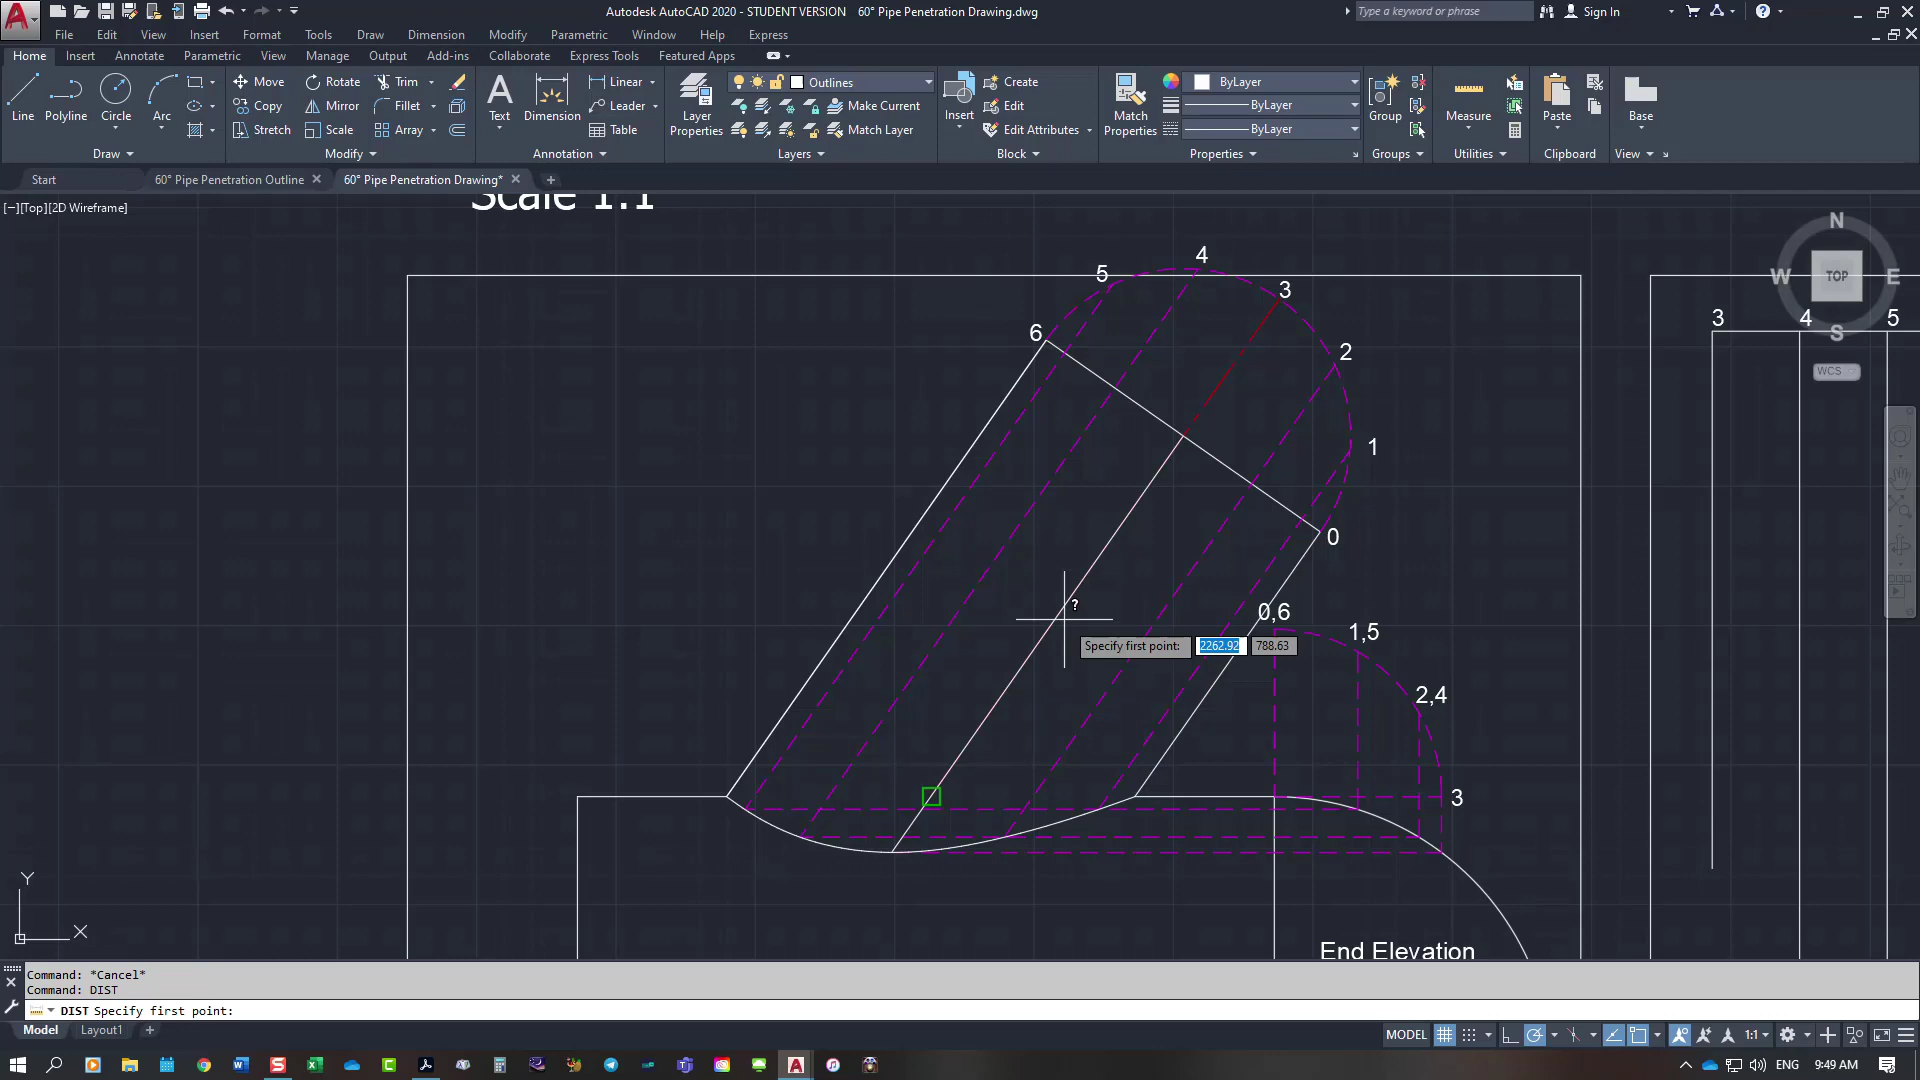 Autodesk AutoCAD 2020 - STUDENT VERSION 60° Pipe Penetration Drawing.dwg
Type a keyword or phrase
Sign In
File Edit View Insert Format Tools Draw Dimension Modify Parametric Window Help Express
Home Insert Annotate Parametric View Manage Output Add-ins Collaborate Express Tools Featured Apps
Line Polyline Circle Arc
Move Rotate Trim
Copy Mirror Fillet
Stretch Scale Array
Text Dimension
Linear
Leader
Table
Layer Properties
Outlines
Make Current
Match Layer
Insert
Create
Edit
Edit Attributes
Match Properties
ByLayer
ByLayer
ByLayer
Group
Measure
Paste
Base
Draw Modify Annotation Layers Block Properties Groups Utilities Clipboard View
Start 60° Pipe Penetration Outline 60° Pipe Penetration Drawing*
[−][Top][2D Wireframe]
Scale 1:1
N
W TOP E
S
WCS
4
5
3
3 4 5
6
2
1
0
0,6
1,5
?
Specify first point: 2262.92 788.63
2,4
3
Y
X
End Elevation
Command: *Cancel*
Command: DIST
DIST Specify first point:
Model Layout1
MODEL
1:1
ENG
9:49 AM